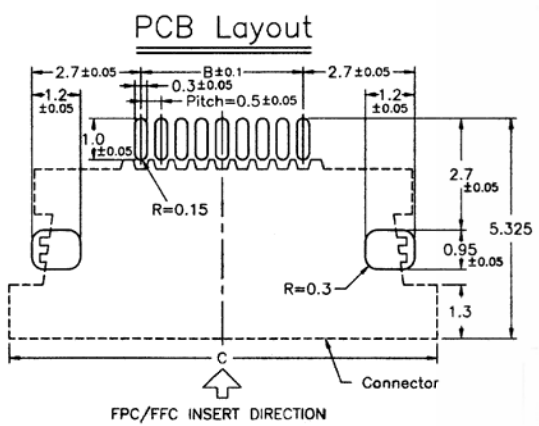 PCB Layout
2.7±0.05
B±0.1
2.7±0.05
1.2
±0.05
0.3±0.05
1.2
±0.05
Pitch=0.5±0.05
1.0
±0.05
2.7
±0.05
R=0.15
5.325
0.95
±0.05
R=0.3
1.3
C
Connector
FPC/FFC INSERT DIRECTION